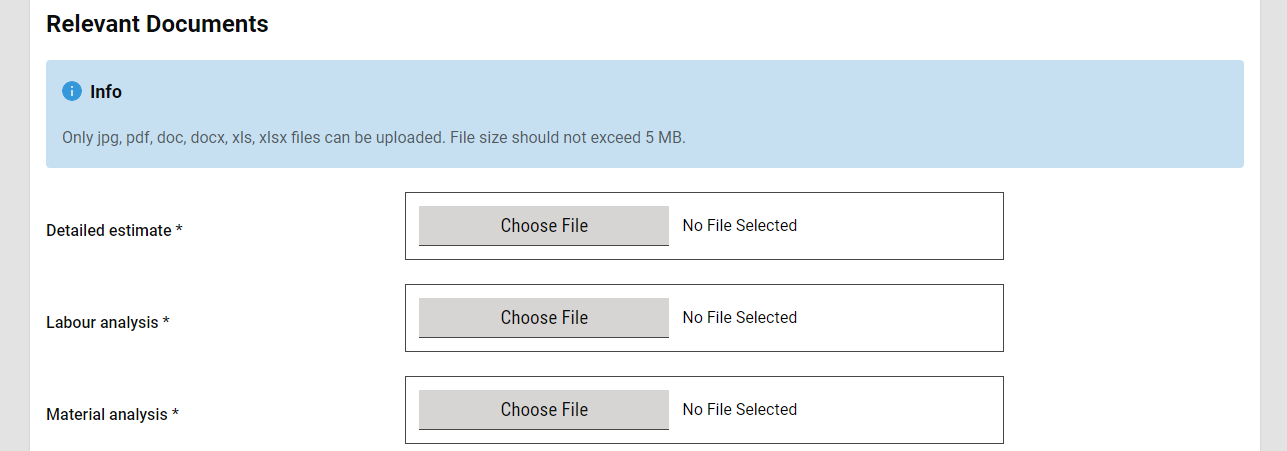 Relevant Documents
Info
Only jpg, pdf, doc, docx, xls, xlsx files can be uploaded. File size should not exceed 5 MB.
Detailed estimate * Choose File No File Selected
Labour analysis * Choose File No File Selected
Material analysis * Choose File No File Selected